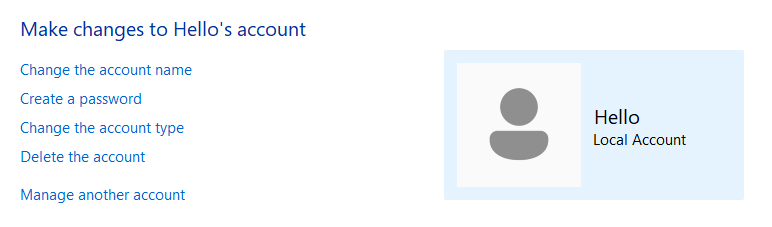 Make changes to Hello's account
Change the account name
Create a password
Change the account type
Delete the account
Manage another account
Hello
Local Account